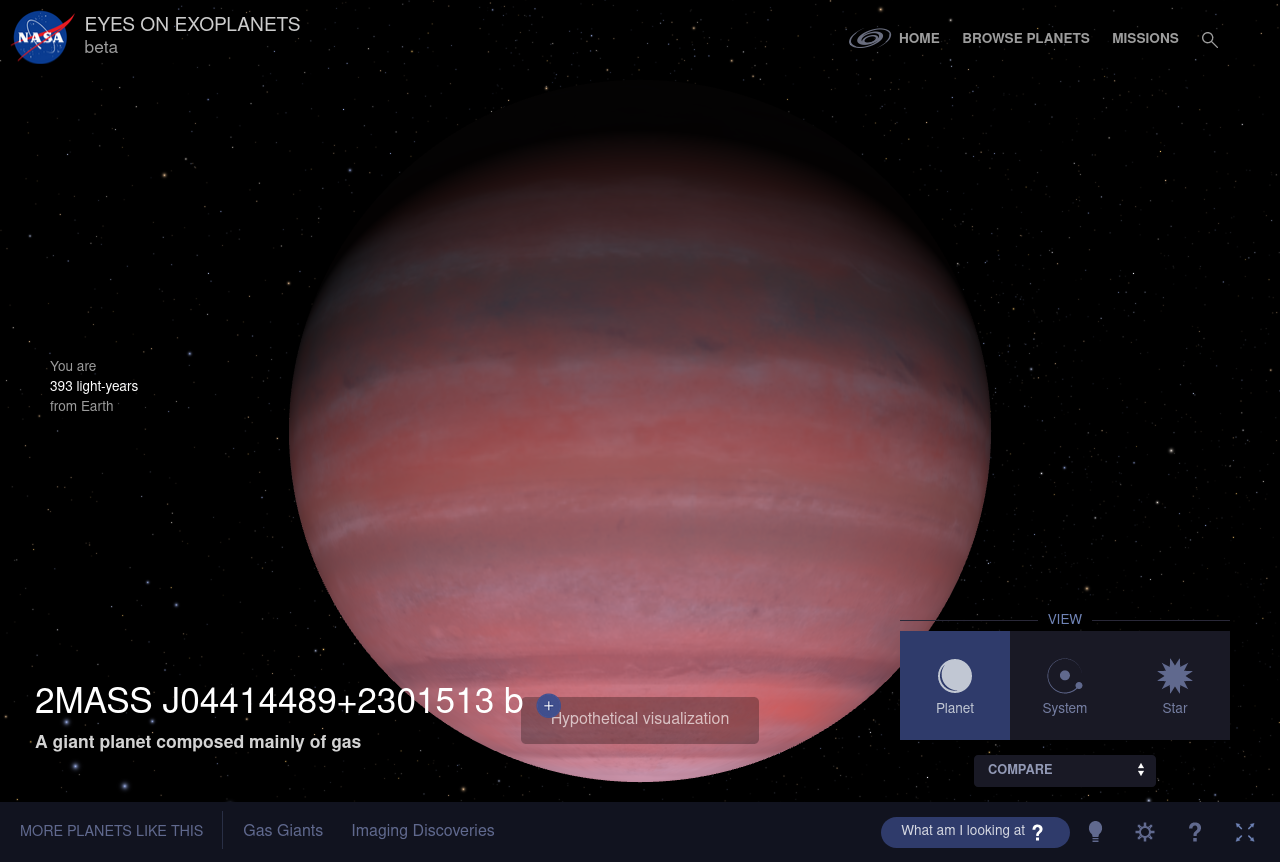 NASA
EYES ON EXOPLANETS
beta
HOME
BROWSE PLANETS
MISSIONS
You are
393 light-years
from Earth
VIEW
Planet
System
Star
2MASS J04414489+2301513 b
+
Hypothetical visualization
A giant planet composed mainly of gas
COMPARE
MORE PLANETS LIKE THIS
Gas Giants
Imaging Discoveries
What am I looking at ?
?